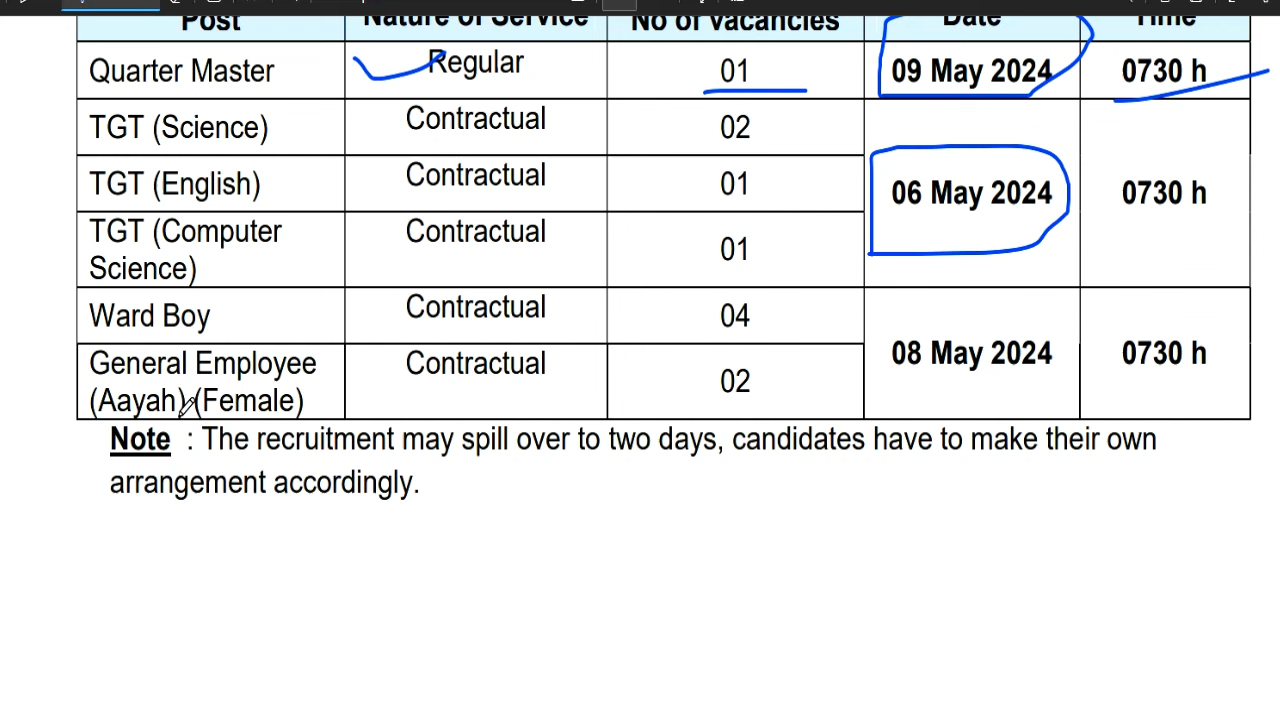 Post Nature of Service No of Vacancies Date Time
Quarter Master Regular 01 09 May 2024 0730 h
TGT (Science) Contractual 02
TGT (English) Contractual 01 06 May 2024 0730 h
TGT (Computer Contractual 01
Science)
Ward Boy Contractual 04
General Employee Contractual 02 08 May 2024 0730 h
(Aayah) (Female)
Note : The recruitment may spill over to two days, candidates have to make their own
arrangement accordingly.